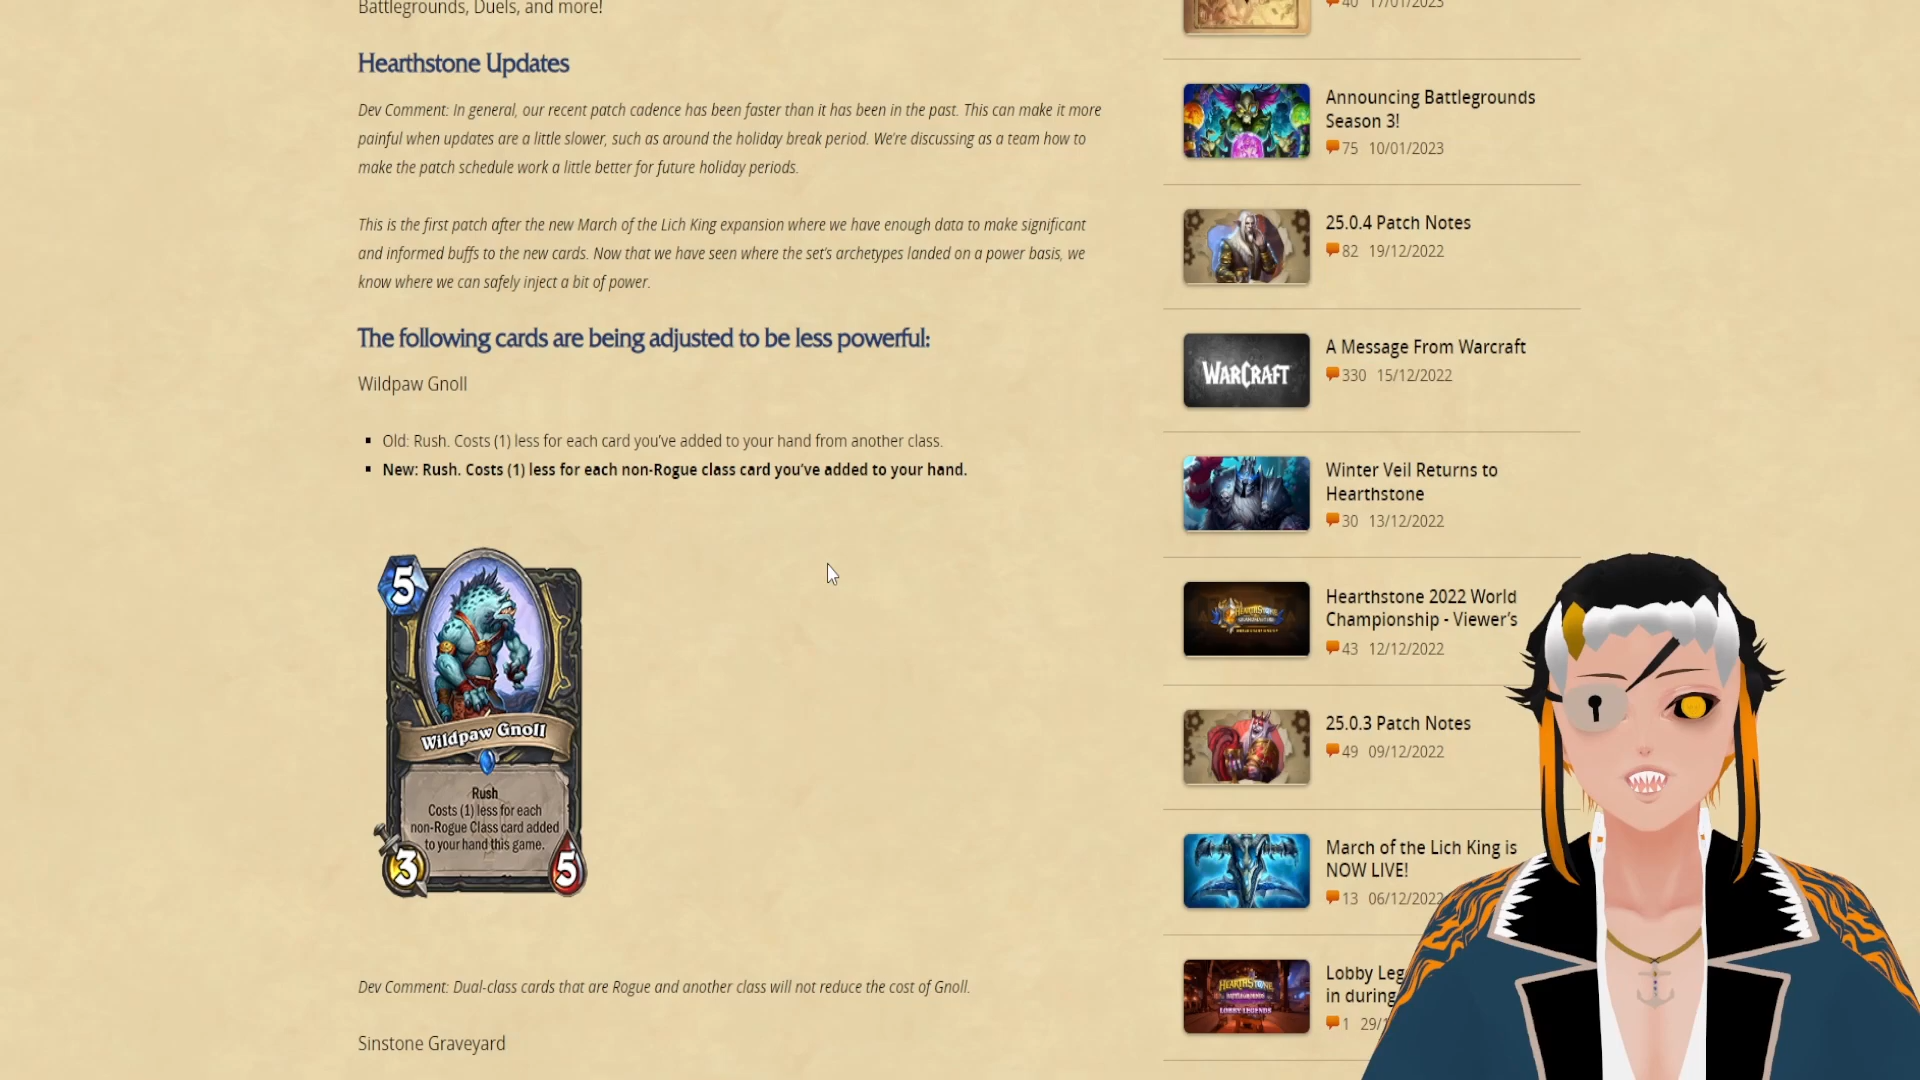 Battlegrounds, Duels, and more!
Hearthstone Updates
Dev Comment: In general, our recent patch cadence has been faster than it has been in the past. This can make it more
painful when updates are a little slower, such as around the holiday break period. We're discussing as a team how to
make the patch schedule work a little better for future holiday periods.
This is the first patch after the new March of the Lich King expansion where we have enough data to make significant
and informed buffs to the new cards. Now that we have seen where the set's archetypes landed on a power basis, we
know where we can safely inject a bit of power.
The following cards are being adjusted to be less powerful:
Wildpaw Gnoll
Old: Rush. Costs (1) less for each card you've added to your hand from another class.
New: Rush. Costs (1) less for each non-Rogue class card you've added to your hand.
5
Wildpaw Gnoll
Rush
Costs (1) less for each
non-Rogue Class card added
to your hand this game.
3
5
Dev Comment: Dual-class cards that are Rogue and another class will not reduce the cost of Gnoll.
Sinstone Graveyard
40 17/01/2023
Announcing Battlegrounds
Season 3!
75 10/01/2023
25.0.4 Patch Notes
82 19/12/2022
WARCRAFT
A Message From Warcraft
330 15/12/2022
Winter Veil Returns to
Hearthstone
30 13/12/2022
HEARTHSTONE
Hearthstone 2022 World
Championship - Viewer's
43 12/12/2022
25.0.3 Patch Notes
49 09/12/2022
March of the Lich King is
NOW LIVE!
13 06/12/2022
HEARTHSTONE
BATTLEGROUNDS
LOBBY LEGENDS
Lobby Leg
in during
1 29/1